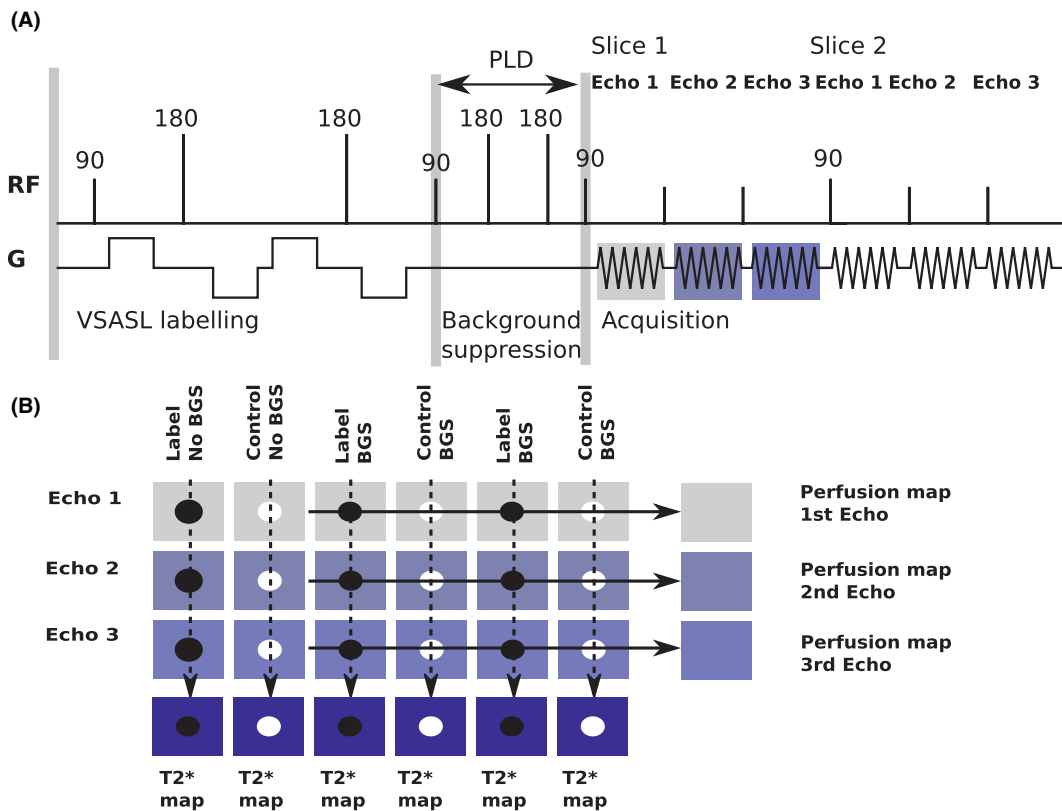 (A)
Slice 1
Slice 2
PLD
Echo 1 Echo 2 Echo 3 Echo 1 Echo 2 Echo 3
180
180
180 180
90
90
90
90
RF
G
VSASL labelling
Background
suppression
Acquisition
(B)
Label
No BGS
Control
No BGS
Label
BGS
Control
BGS
Label
BGS
Control
BGS
Echo 1
Perfusion map
1st Echo
Echo 2
Perfusion map
2nd Echo
Echo 3
Perfusion map
3rd Echo
T2*
map
T2*
map
T2*
map
T2*
map
T2*
map
T2*
map